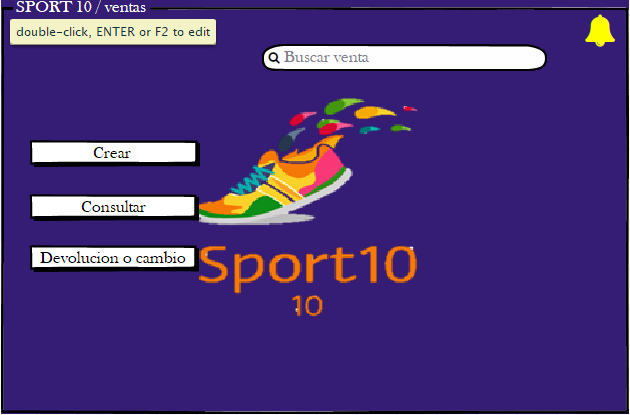 SPORT 10 / ventas
double-click, ENTER or F2 to edit
Buscar venta
Crear
Consultar
Devolucion o cambio
Sport10
10